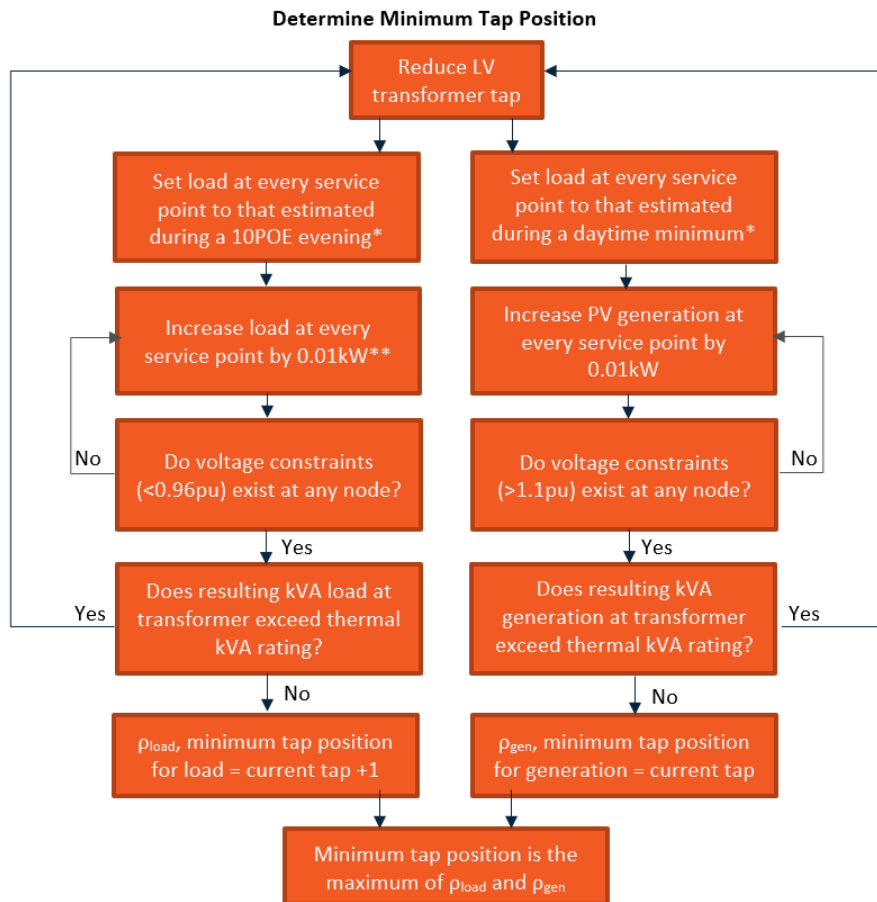 Determine Minimum Tap Position
Reduce LV
transformer tap
Set load at every service
point to that estimated
during a 10POE evening*
Set load at every service
point to that estimated
during a daytime minimum*
Increase load at every
service point by 0.01kW**
Increase PV generation at
every service point by
0.01kW
No
Do voltage constraints
(<0.96pu) exist at any node?
Do voltage constraints
(>1.1pu) exist at any node?
No
Yes
Yes
Yes
Does resulting kVA load at
transformer exceed thermal
kVA rating?
Does resulting kVA
generation at transformer
exceed thermal kVA rating?
Yes
No
No
ρload, minimum tap position
for load = current tap +1
ρgen, minimum tap position
for generation = current tap
Minimum tap position is the
maximum of ρload and ρgen